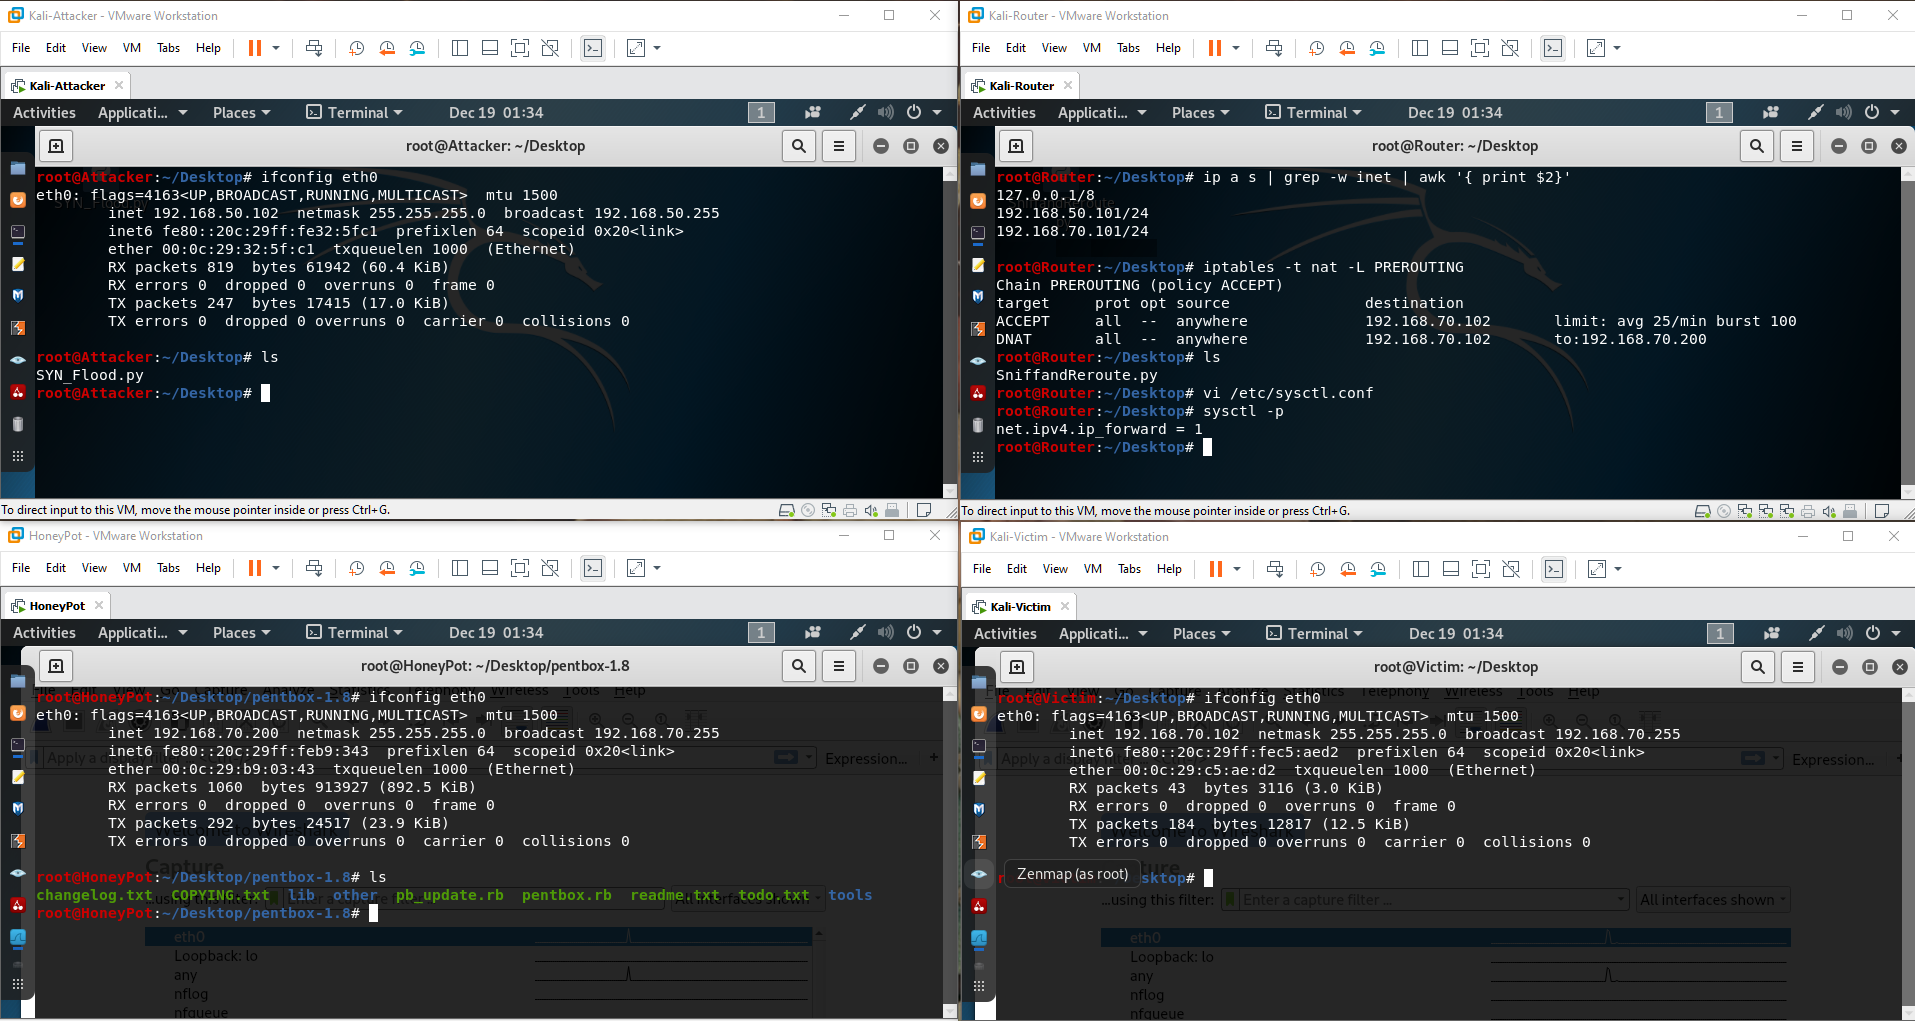 Kali-Attacker - VMware Workstation
File Edit View VM Tabs Help
Kali-Attacker
Activities Applicati... Places Terminal Dec 19 01:34 1
root@Attacker: ~/Desktop
root@Attacker:~/Desktop# ifconfig eth0
eth0: flags=4163<UP,BROADCAST,RUNNING,MULTICAST> mtu 1500
inet 192.168.50.102 netmask 255.255.255.0 broadcast 192.168.50.255
inet6 fe80::20c:29ff:fe32:5fc1 prefixlen 64 scopeid 0x20<link>
ether 00:0c:29:32:5f:c1 txqueuelen 1000 (Ethernet)
RX packets 819 bytes 61942 (60.4 KiB)
RX errors 0 dropped 0 overruns 0 frame 0
TX packets 247 bytes 17415 (17.0 KiB)
TX errors 0 dropped 0 overruns 0 carrier 0 collisions 0
root@Attacker:~/Desktop# ls
SYN_Flood.py
root@Attacker:~/Desktop#
To direct input to this VM, move the mouse pointer inside or press Ctrl+G.
Kali-Router - VMware Workstation
File Edit View VM Tabs Help
Kali-Router
Activities Applicati... Places Terminal Dec 19 01:34 1
root@Router: ~/Desktop
root@Router:~/Desktop# ip a s | grep -w inet | awk '{ print $2}'
127.0.0.1/8
192.168.50.101/24
192.168.70.101/24
root@Router:~/Desktop# iptables -t nat -L PREROUTING
Chain PREROUTING (policy ACCEPT)
target prot opt source destination
ACCEPT all -- anywhere 192.168.70.102 limit: avg 25/min burst 100
DNAT all -- anywhere 192.168.70.102 to:192.168.70.200
root@Router:~/Desktop# ls
SniffandReroute.py
root@Router:~/Desktop# vi /etc/sysctl.conf
root@Router:~/Desktop# sysctl -p
net.ipv4.ip_forward = 1
root@Router:~/Desktop#
To direct input to this VM, move the mouse pointer inside or press Ctrl+G.
HoneyPot - VMware Workstation
File Edit View VM Tabs Help
HoneyPot
Activities Applicati... Places Terminal Dec 19 01:34 1
root@HoneyPot: ~/Desktop/pentbox-1.8
root@HoneyPot:~/Desktop/pentbox-1.8# ifconfig eth0
eth0: flags=4163<UP,BROADCAST,RUNNING,MULTICAST> mtu 1500
inet 192.168.70.200 netmask 255.255.255.0 broadcast 192.168.70.255
inet6 fe80::20c:29ff:feb9:343 prefixlen 64 scopeid 0x20<link>
ether 00:0c:29:b9:03:43 txqueuelen 1000 (Ethernet)
Expression...
RX packets 1060 bytes 913927 (892.5 KiB)
RX errors 0 dropped 0 overruns 0 frame 0
TX packets 292 bytes 24517 (23.9 KiB)
TX errors 0 dropped 0 overruns 0 carrier 0 collisions 0
Capture
root@HoneyPot:~/Desktop/pentbox-1.8# ls
changelog.txt COPYING.txt lib other pb_update.rb pentbox.rb readme.txt todo.txt tools
root@HoneyPot:~/Desktop/pentbox-1.8#
eth0
Loopback: lo
any
nflog
nfqueue
Kali-Victim - VMware Workstation
File Edit View VM Tabs Help
Kali-Victim
Activities Applicati... Places Terminal Dec 19 01:34 1
root@Victim: ~/Desktop
root@Victim:~/Desktop# ifconfig eth0
eth0: flags=4163<UP,BROADCAST,RUNNING,MULTICAST> mtu 1500
inet 192.168.70.102 netmask 255.255.255.0 broadcast 192.168.70.255
inet6 fe80::20c:29ff:fec5:aed2 prefixlen 64 scopeid 0x20<link>
Expression...
ether 00:0c:29:c5:ae:d2 txqueuelen 1000 (Ethernet)
RX packets 43 bytes 3116 (3.0 KiB)
RX errors 0 dropped 0 overruns 0 frame 0
TX packets 184 bytes 12817 (12.5 KiB)
TX errors 0 dropped 0 overruns 0 carrier 0 collisions 0
Zenmap (as root)
sktop#
...using this filter: Enter a capture filter ... All interfaces shown
eth0
Loopback: lo
any
nflog
nfqueue